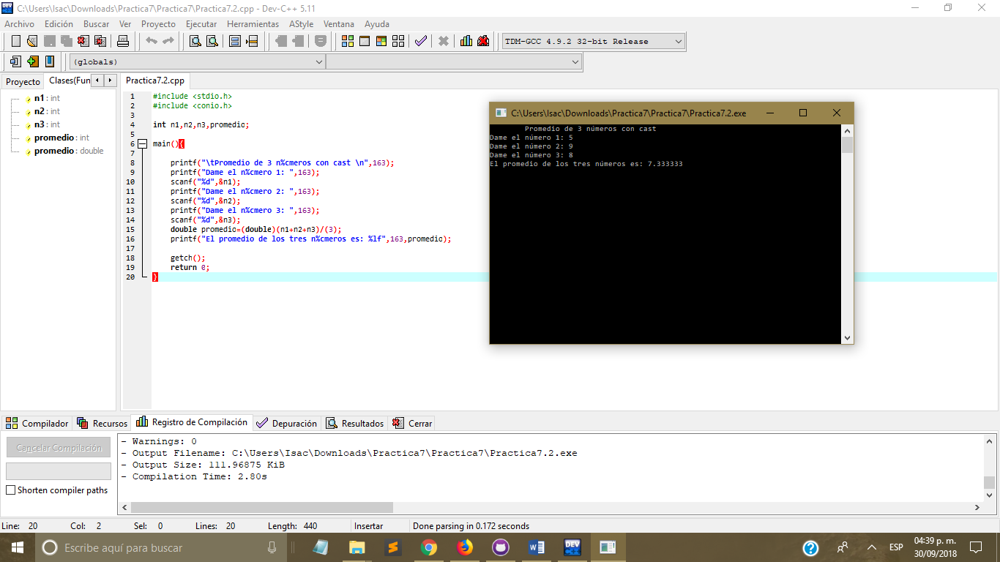 C:\Users\Isac\Downloads\Practica7\Practica7\Practica7.2.cpp - Dev-C++ 5.11
Archivo Edición Buscar Ver Proyecto Ejecutar Herramientas AStyle Ventana Ayuda
TDM-GCC 4.9.2 32-bit Release
(globals)
Proyecto Clases(Fun
Practica7.2.cpp
n1 : int
n2 : int
n3 : int
promedio : int
promedio : double
1 #include <stdio.h>
2 #include <conio.h>
3
4 int n1,n2,n3,promedio;
5
6 main(){
7
8 printf("\tPromedio de 3 n%cmeros con cast \n",163);
9 printf("Dame el n%cmero 1: ",163);
10 scanf("%d",&n1);
11 printf("Dame el n%cmero 2: ",163);
12 scanf("%d",&n2);
13 printf("Dame el n%cmero 3: ",163);
14 scanf("%d",&n3);
15 double promedio=(double)(n1+n2+n3)/(3);
16 printf("El promedio de los tres n%cmeros es: %lf",163,promedio);
17
18 getch();
19 return 0;
20 }
C:\Users\Isac\Downloads\Practica7\Practica7\Practica7.2.exe
Promedio de 3 números con cast
Dame el número 1: 5
Dame el número 2: 9
Dame el número 3: 8
El promedio de los tres números es: 7.333333
Compilador Recursos Registro de Compilación Depuración Resultados Cerrar
Cancelar Compilación
Shorten compiler paths
- Warnings: 0
- Output Filename: C:\Users\Isac\Downloads\Practica7\Practica7\Practica7.2.exe
- Output Size: 111.96875 KiB
- Compilation Time: 2.80s
Line: 20 Col: 2 Sel: 0 Lines: 20 Length: 440 Insertar Done parsing in 0.172 seconds
Escribe aquí para buscar
DEV
ESP
04:39 p. m.
30/09/2018